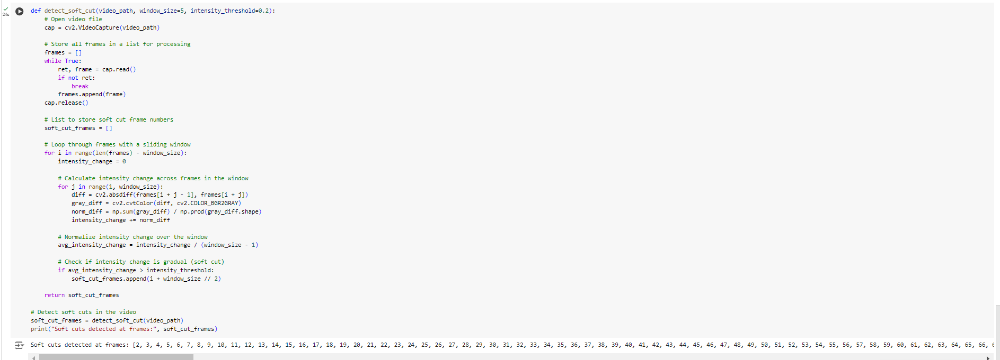 24s
def detect_soft_cut(video_path, window_size=5, intensity_threshold=0.2):
    # Open video file
    cap = cv2.VideoCapture(video_path)

    # Store all frames in a list for processing
    frames = []
    while True:
        ret, frame = cap.read()
        if not ret:
            break
        frames.append(frame)
    cap.release()

    # List to store soft cut frame numbers
    soft_cut_frames = []

    # Loop through frames with a sliding window
    for i in range(len(frames) - window_size):
        intensity_change = 0

        # Calculate intensity change across frames in the window
        for j in range(1, window_size):
            diff = cv2.absdiff(frames[i + j - 1], frames[i + j])
            gray_diff = cv2.cvtColor(diff, cv2.COLOR_BGR2GRAY)
            norm_diff = np.sum(gray_diff) / np.prod(gray_diff.shape)
            intensity_change += norm_diff

        # Normalize intensity change over the window
        avg_intensity_change = intensity_change / (window_size - 1)

        # Check if intensity change is gradual (soft cut)
        if avg_intensity_change > intensity_threshold:
            soft_cut_frames.append(i + window_size // 2)

    return soft_cut_frames

# Detect soft cuts in the video
soft_cut_frames = detect_soft_cut(video_path)
print("Soft cuts detected at frames:", soft_cut_frames)
Soft cuts detected at frames: [2, 3, 4, 5, 6, 7, 8, 9, 10, 11, 12, 13, 14, 15, 16, 17, 18, 19, 20, 21, 22, 23, 24, 25, 26, 27, 28, 29, 30, 31, 32, 33, 34, 35, 36, 37, 38, 39, 40, 41, 42, 43, 44, 45, 46, 47, 48, 49, 50, 51, 52, 53, 54, 55, 56, 57, 58, 59, 60, 61, 62, 63, 64, 65, 66,